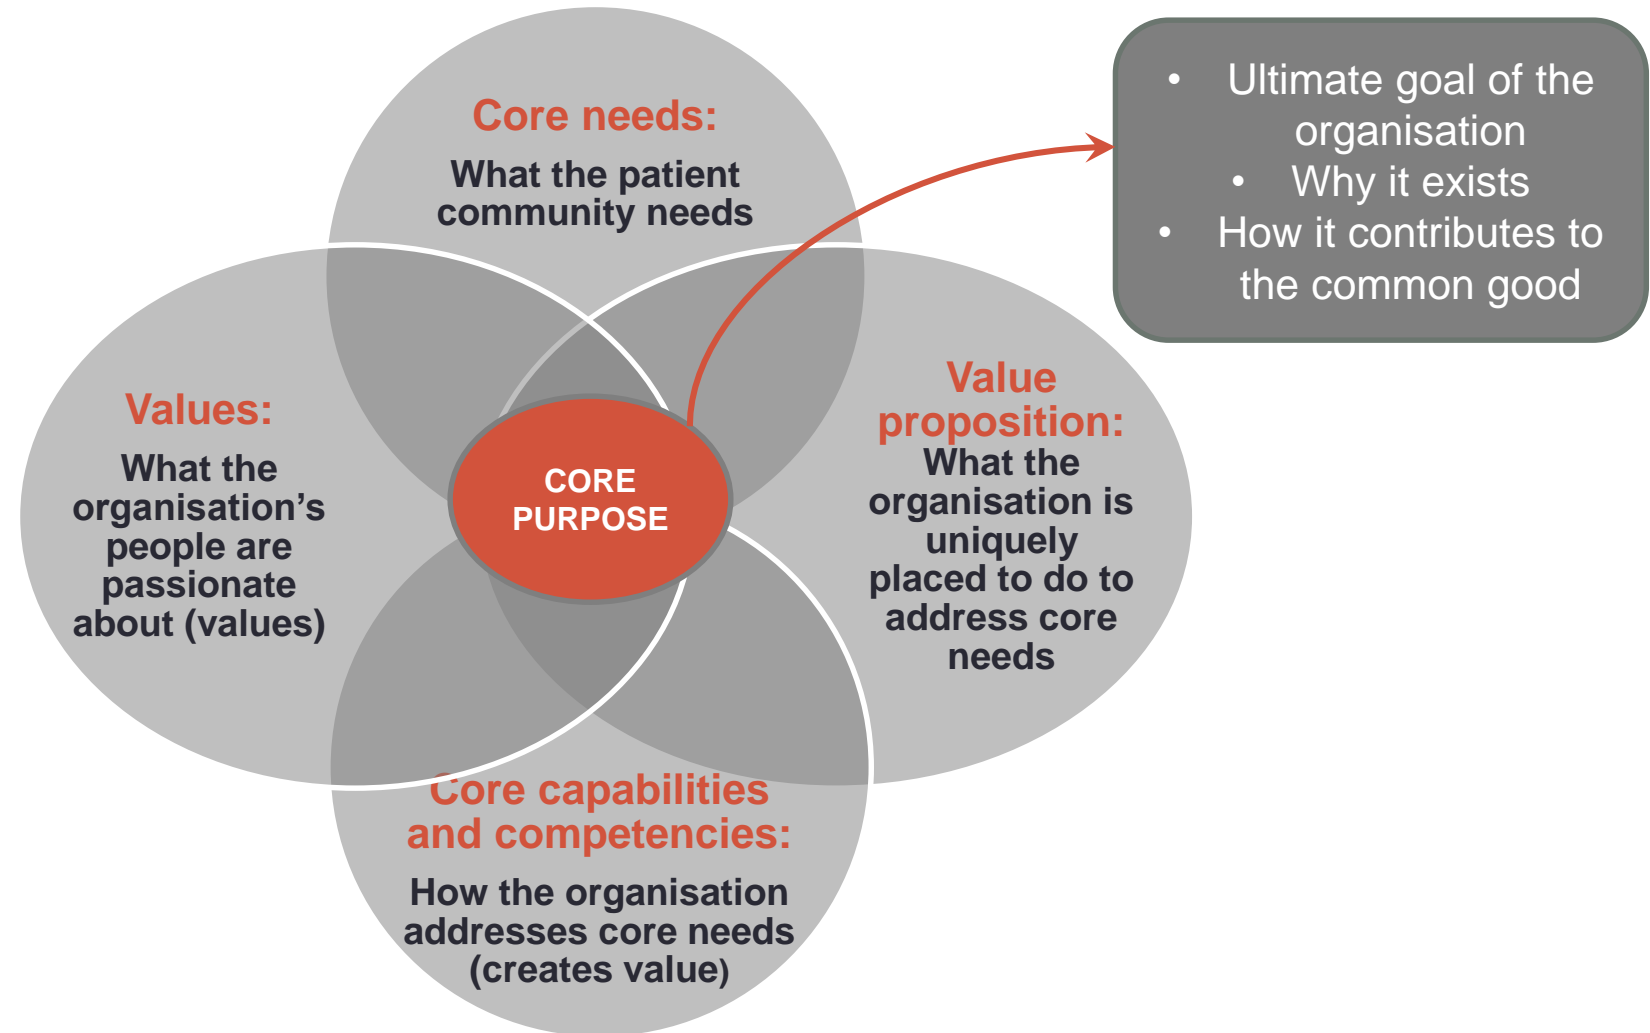 Core needs:
What the patient
community needs
• Ultimate goal of the
organisation
• Why it exists
• How it contributes to
the common good
Values:
What the
organisation’s
people are
passionate
about (values)
CORE
PURPOSE
Value
proposition:
What the
organisation is
uniquely
placed to do to
address core
needs
Core capabilities
and competencies:
How the organisation
addresses core needs
(creates value)